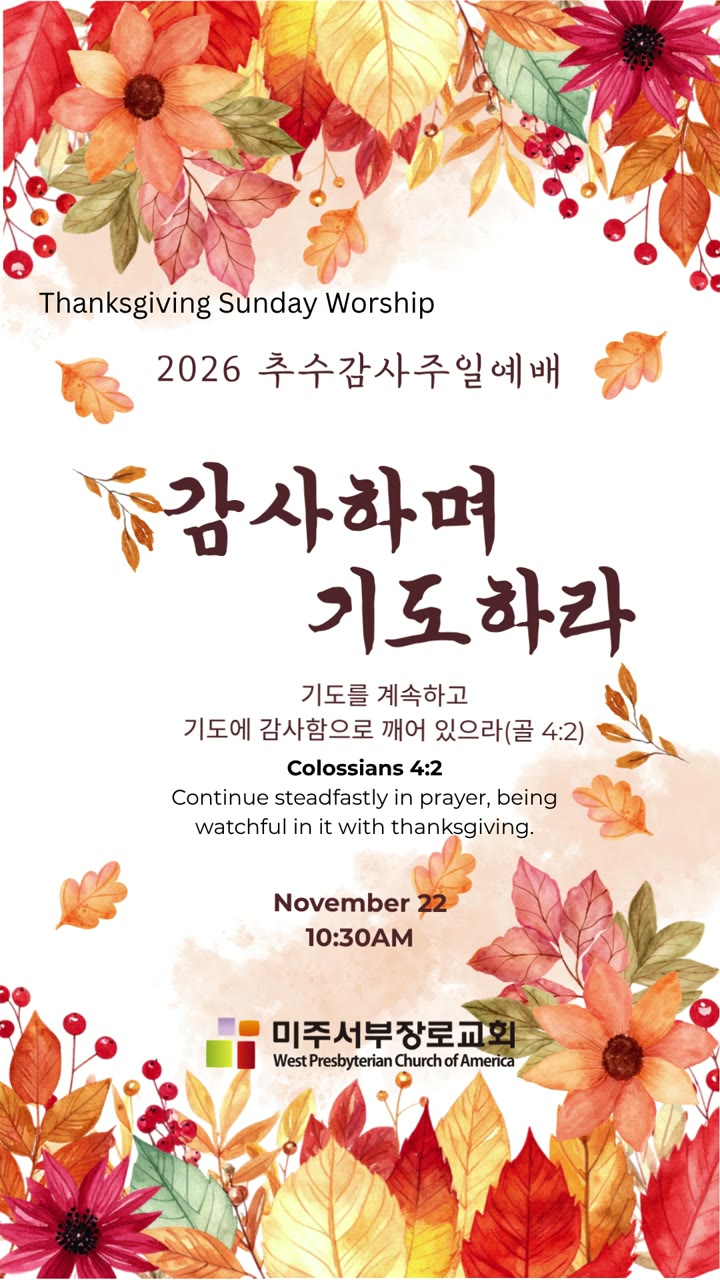 Thanksgiving Sunday Worship
2026 추수감사주일예배
감사하며
기도하라
기도를 계속하고
기도에 감사함으로 깨어 있으라(골 4:2)
Colossians 4:2
Continue steadfastly in prayer, being
watchful in it with thanksgiving.
November 22
10:30AM
미주서부장로교회
West Presbyterian Church of America